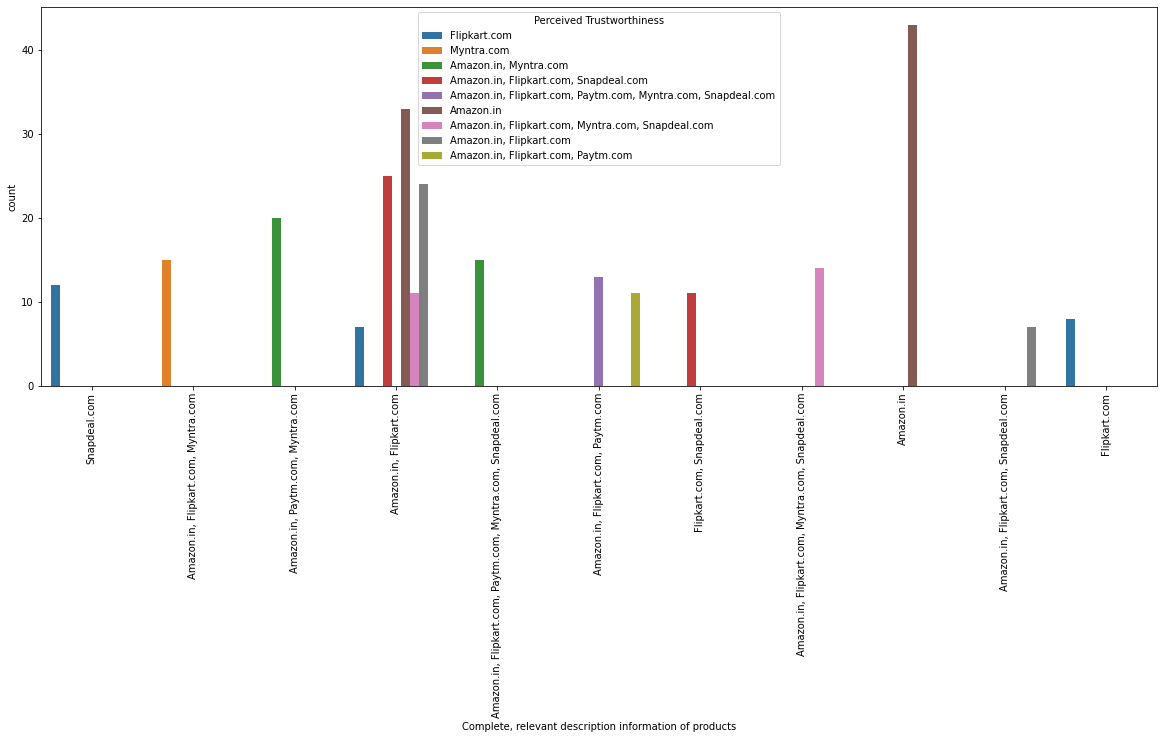 Perceived Trustworthiness
Flipkart.com
Myntra.com
Amazon.in, Myntra.com
Amazon.in, Flipkart.com, Snapdeal.com
Amazon.in, Flipkart.com, Paytm.com, Myntra.com, Snapdeal.com
Amazon.in
Amazon.in, Flipkart.com, Myntra.com, Snapdeal.com
Amazon.in, Flipkart.com
Amazon.in, Flipkart.com, Paytm.com
count
40
30
20
10
0
Snapdeal.com
Amazon.in, Flipkart.com, Myntra.com
Amazon.in, Paytm.com, Myntra.com
Amazon.in, Flipkart.com
Amazon.in, Flipkart.com, Paytm.com, Myntra.com, Snapdeal.com
Amazon.in, Flipkart.com, Paytm.com
Flipkart.com, Snapdeal.com
Amazon.in, Flipkart.com, Myntra.com, Snapdeal.com
Amazon.in
Amazon.in, Flipkart.com, Snapdeal.com
Flipkart.com
Complete, relevant description information of products